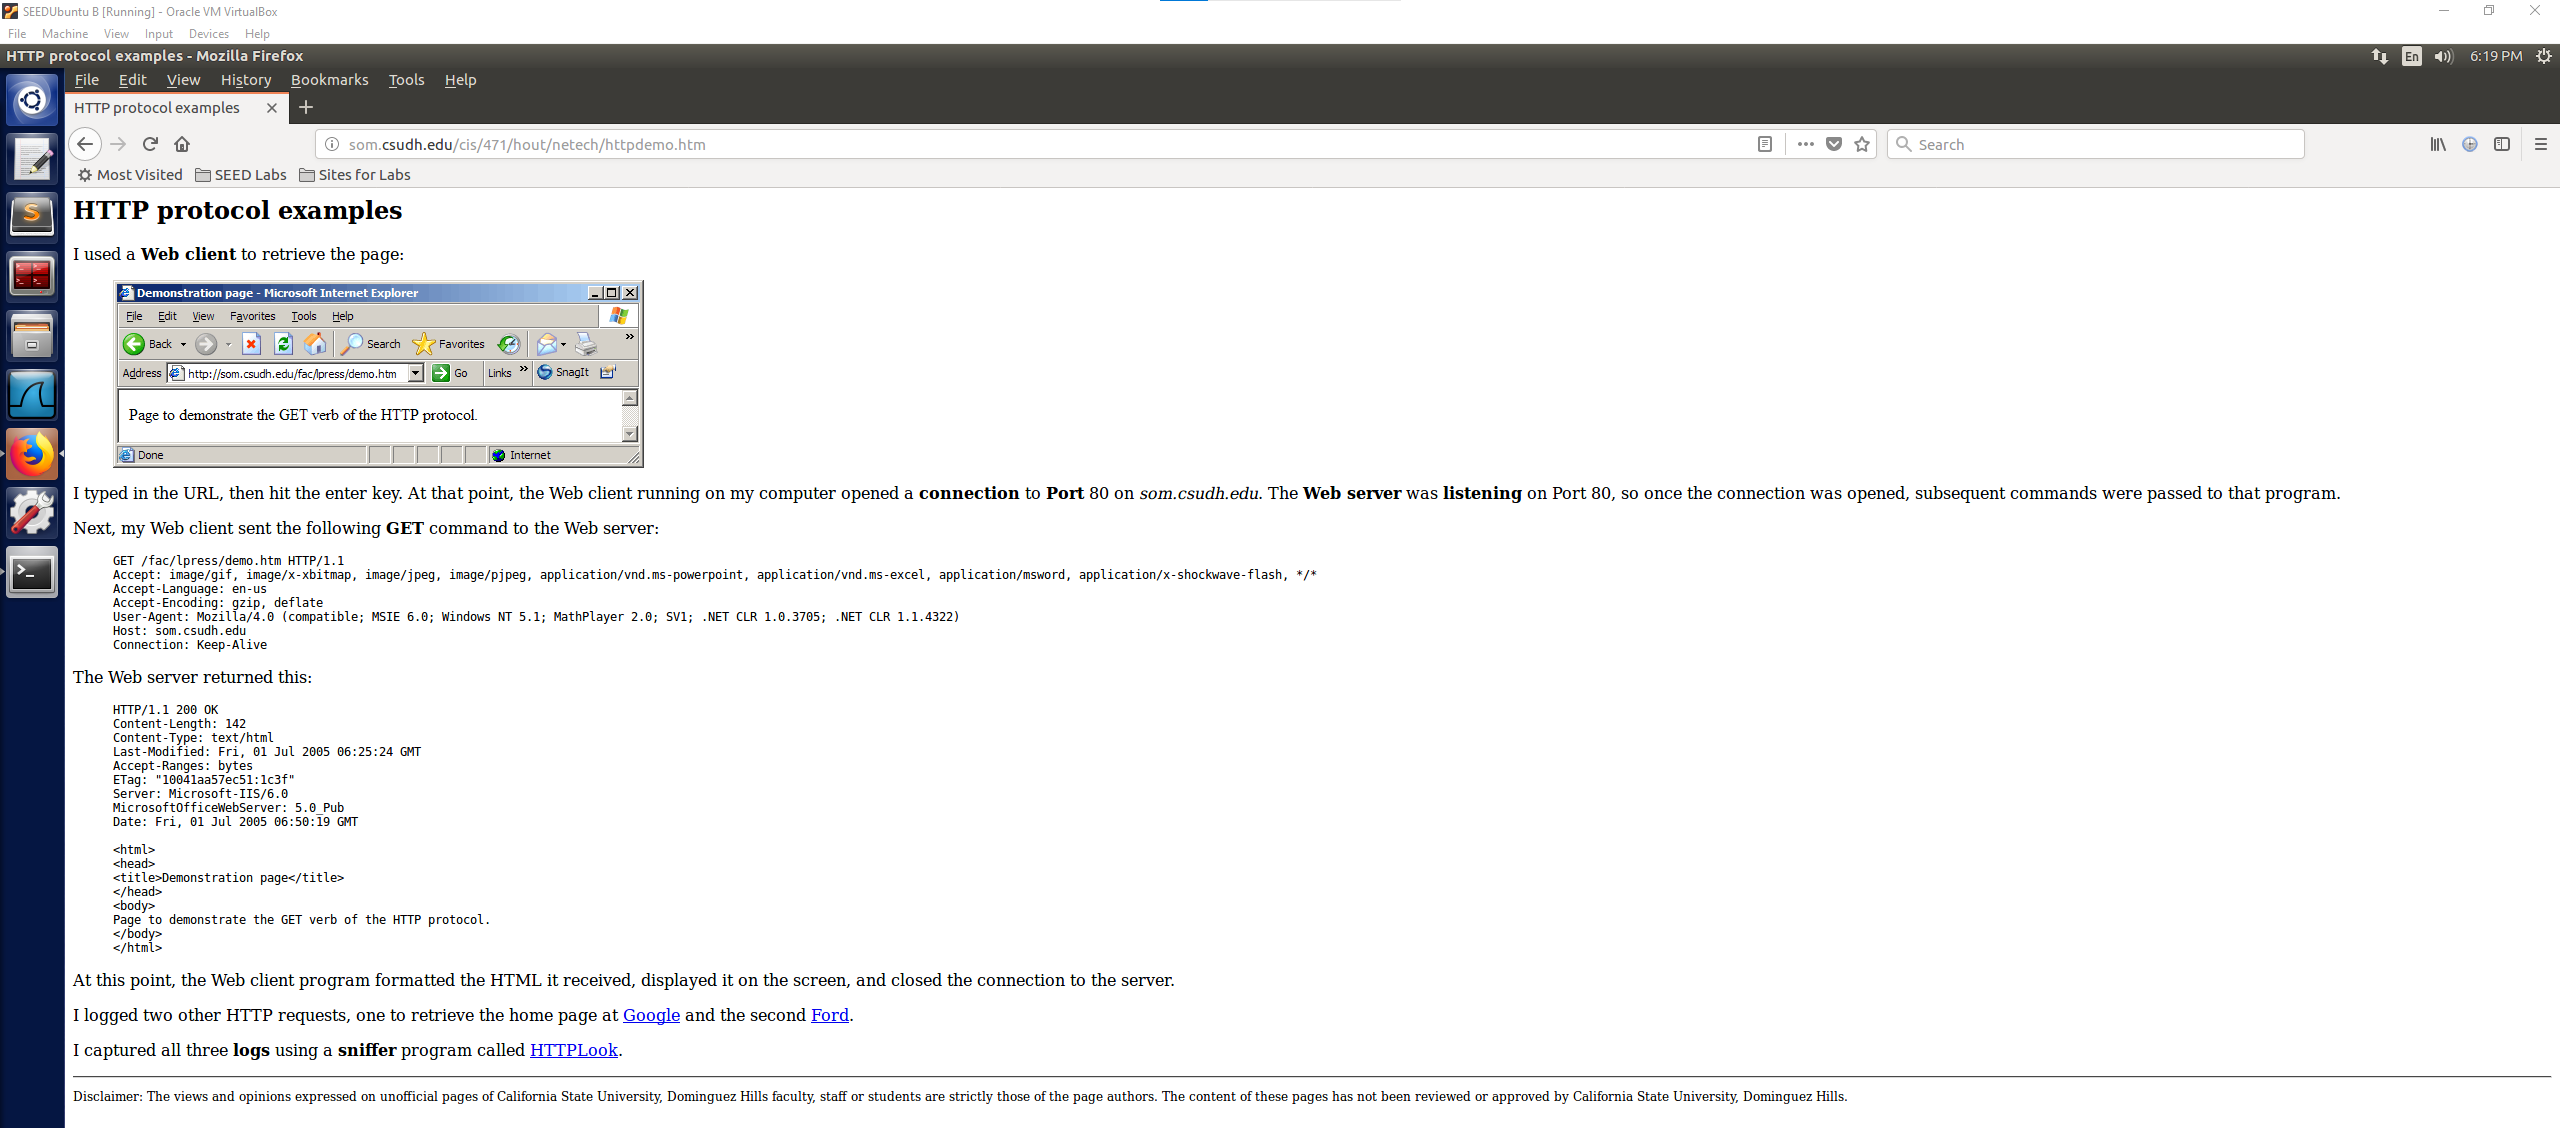 SEEDUbuntu B [Running] - Oracle VM VirtualBox
File Machine View Input Devices Help
HTTP protocol examples - Mozilla Firefox
En 6:19 PM
File Edit View History Bookmarks Tools Help
HTTP protocol examples
som.csudh.edu/cis/471/hout/netech/httpdemo.htm
Search
Most Visited SEED Labs Sites for Labs
HTTP protocol examples
I used a Web client to retrieve the page:
Demonstration page - Microsoft Internet Explorer
File Edit View Favorites Tools Help
Back Search Favorites »
Address http://som.csudh.edu/fac/lpress/demo.htm Go Links » SnagIt
Page to demonstrate the GET verb of the HTTP protocol.
Done Internet
I typed in the URL, then hit the enter key. At that point, the Web client running on my computer opened a connection to Port 80 on som.csudh.edu. The Web server was listening on Port 80, so once the connection was opened, subsequent commands were passed to that program.
Next, my Web client sent the following GET command to the Web server:
GET /fac/lpress/demo.htm HTTP/1.1
Accept: image/gif, image/x-xbitmap, image/jpeg, image/pjpeg, application/vnd.ms-powerpoint, application/vnd.ms-excel, application/msword, application/x-shockwave-flash, */*
Accept-Language: en-us
Accept-Encoding: gzip, deflate
User-Agent: Mozilla/4.0 (compatible; MSIE 6.0; Windows NT 5.1; MathPlayer 2.0; SV1; .NET CLR 1.0.3705; .NET CLR 1.1.4322)
Host: som.csudh.edu
Connection: Keep-Alive
The Web server returned this:
HTTP/1.1 200 OK
Content-Length: 142
Content-Type: text/html
Last-Modified: Fri, 01 Jul 2005 06:25:24 GMT
Accept-Ranges: bytes
ETag: "10041aa57ec51:1c3f"
Server: Microsoft-IIS/6.0
MicrosoftOfficeWebServer: 5.0_Pub
Date: Fri, 01 Jul 2005 06:50:19 GMT
<html>
<head>
<title>Demonstration page</title>
</head>
<body>
Page to demonstrate the GET verb of the HTTP protocol.
</body>
</html>
At this point, the Web client program formatted the HTML it received, displayed it on the screen, and closed the connection to the server.
I logged two other HTTP requests, one to retrieve the home page at Google and the second Ford.
I captured all three logs using a sniffer program called HTTPLook.
Disclaimer: The views and opinions expressed on unofficial pages of California State University, Dominguez Hills faculty, staff or students are strictly those of the page authors. The content of these pages has not been reviewed or approved by California State University, Dominguez Hills.